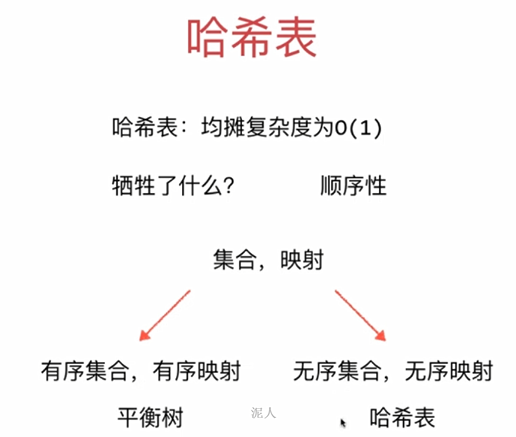 哈希表
哈希表：均摊复杂度为O(1)
牺牲了什么？ 顺序性
集合，映射
有序集合，有序映射 无序集合，无序映射
平衡树 泥人 哈希表